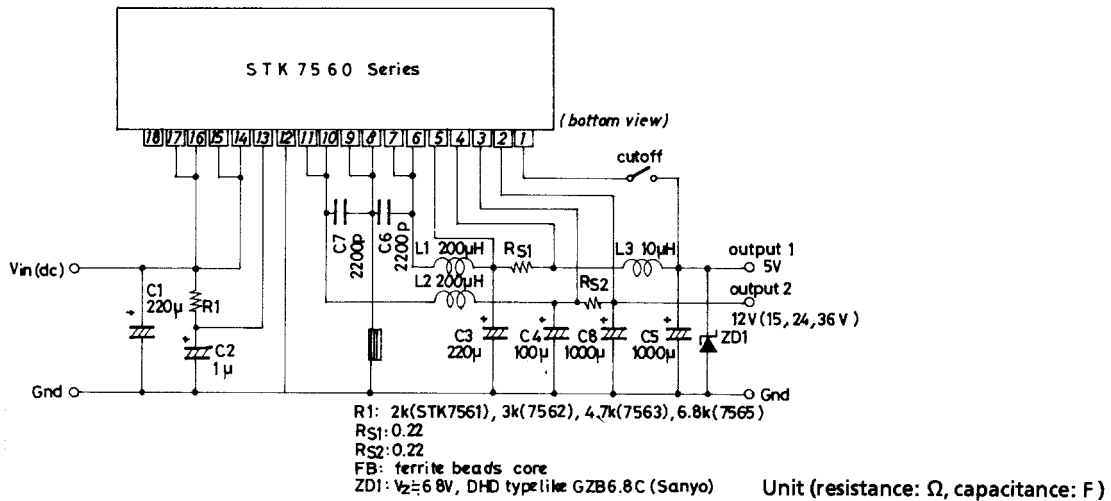 STK 7560 Series
(bottom view)
18 17 16 15 14 13 12 11 10 9 8 7 6 5 4 3 2 1
cutoff
C7
2200p
C6
2200p
L1 200μH
RS1
L3 10μH
output 1
5V
Vin(dc)
L2 200μH
RS2
output 2
12V(15,24,36V)
C1
220μ
R1
+
+
C2
1μ
+
C3
220μ
+
C4
100μ
+
C8
1000μ
+
C5
1000μ
ZD1
Gnd
Gnd
R1: 2k(STK7561), 3k(7562), 4.7k(7563), 6.8k(7565)
RS1: 0.22
RS2: 0.22
FB: ferrite beads core
ZD1: Vz≒6.8V, DHD type like GZB6.8C (Sanyo)
Unit (resistance: Ω, capacitance: F)